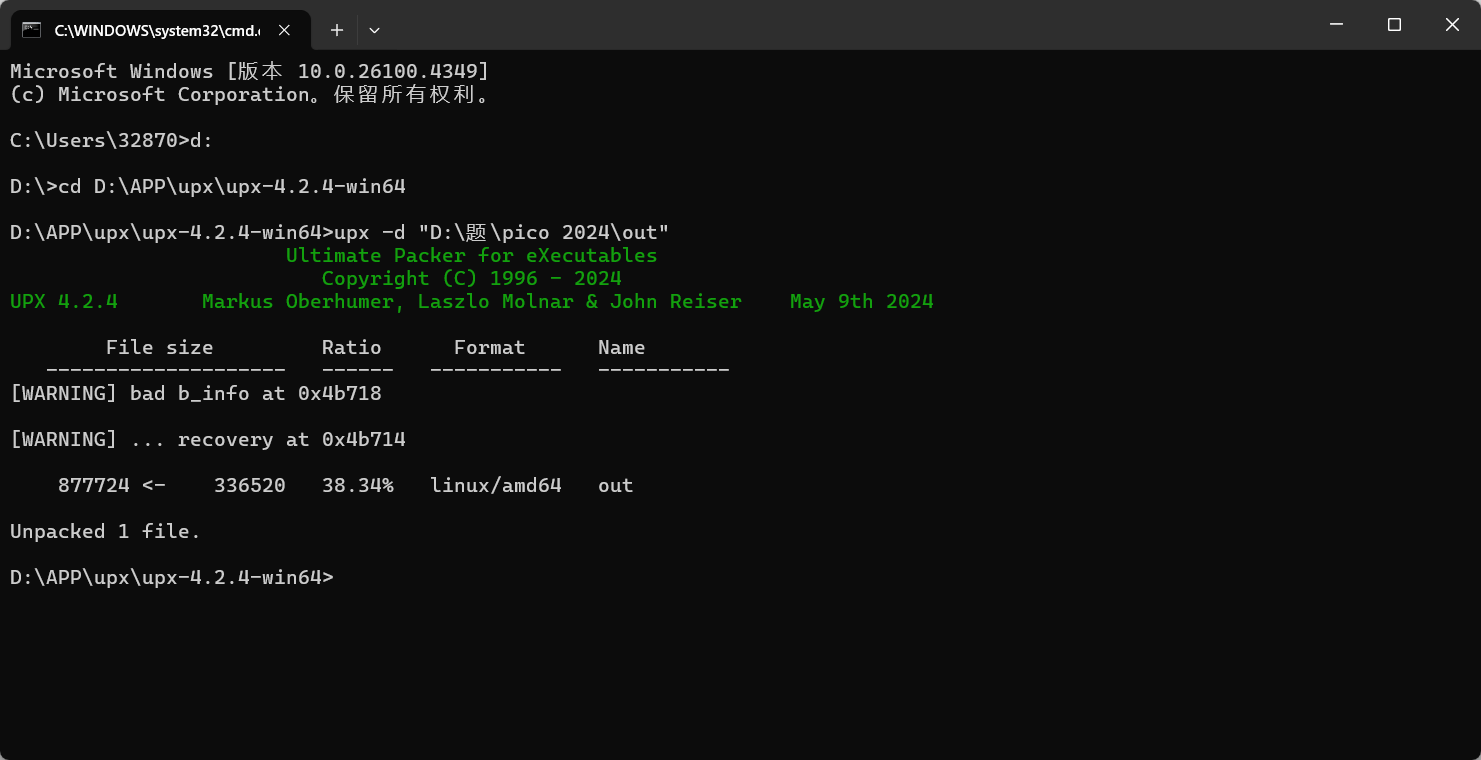 C:\WINDOWS\system32\cmd.
Microsoft Windows [版本 10.0.26100.4349]
(c) Microsoft Corporation。保留所有权利。
C:\Users\32870>d:
D:\>cd D:\APP\upx\upx-4.2.4-win64
D:\APP\upx\upx-4.2.4-win64>upx -d "D:\题\pico 2024\out"
Ultimate Packer for eXecutables
Copyright (C) 1996 - 2024
UPX 4.2.4       Markus Oberhumer, Laszlo Molnar & John Reiser    May 9th 2024
File size         Ratio      Format      Name
--------------------   ------   -----------   -----------
[WARNING] bad b_info at 0x4b718
[WARNING] ... recovery at 0x4b714
877724 <-    336520   38.34%   linux/amd64   out
Unpacked 1 file.
D:\APP\upx\upx-4.2.4-win64>